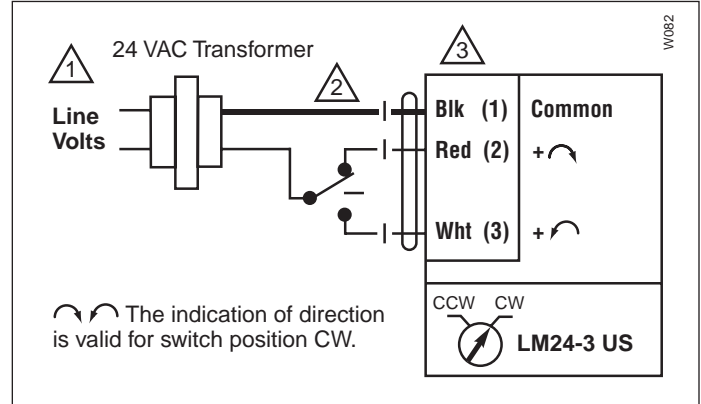 W082
1
24 VAC Transformer
2
3
Line
Volts
Blk (1) Common
Red (2) +
Wht (3) +
The indication of direction
is valid for switch position CW.
CCW CW
LM24-3 US